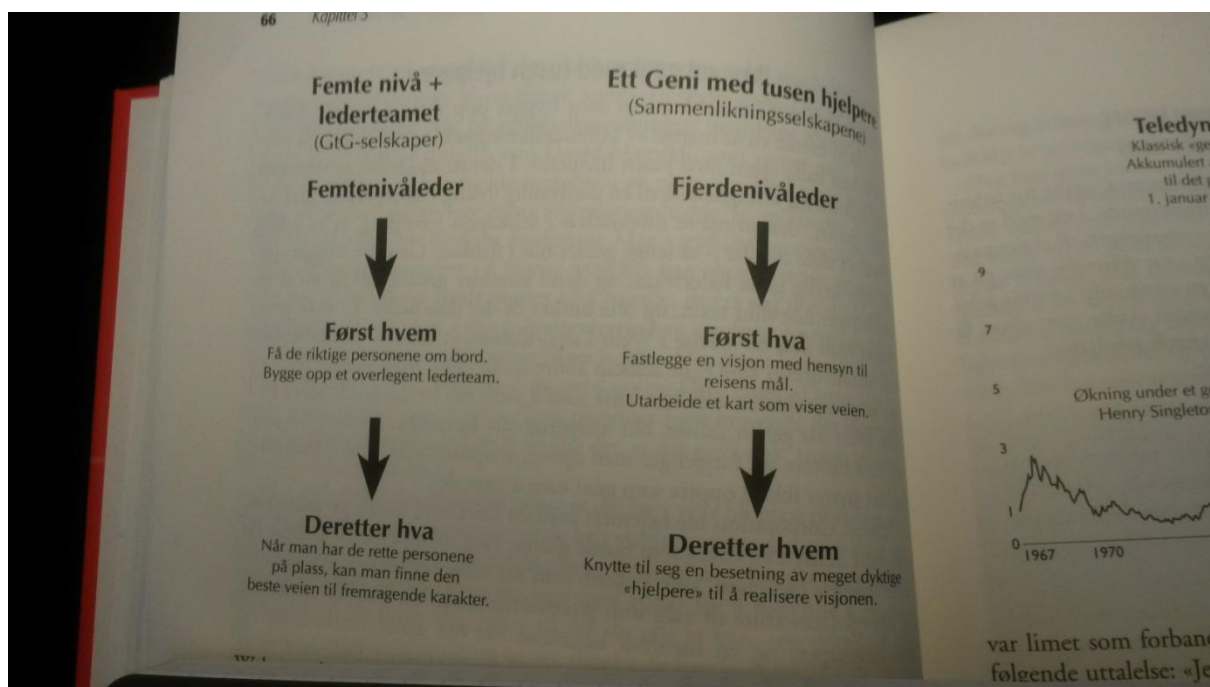 66 Kapittel 3
Femte nivå +
lederteamet
(GtG-selskaper)
Femtenivåleder
Først hvem
Få de riktige personene om bord.
Bygge opp et overlegent lederteam.
Deretter hva
Når man har de rette personene
på plass, kan man finne den
beste veien til fremragende karakter.
Ett Geni med tusen hjelpere
(Sammenlikningsselskapene)
Fjerdenivåleder
Først hva
Fastlegge en visjon med hensyn til
reisens mål.
Utarbeide et kart som viser veien.
Deretter hvem
Knytte til seg en besetning av meget dyktige
«hjelpere» til å realisere visjonen.
Teledyn
Klassisk «ge
Akkumulert
til det
1. januar
9
7
5
Økning under et g
Henry Singleto
3
1
0
1967 1970
var limet som forban
følgende uttalelse: «Je